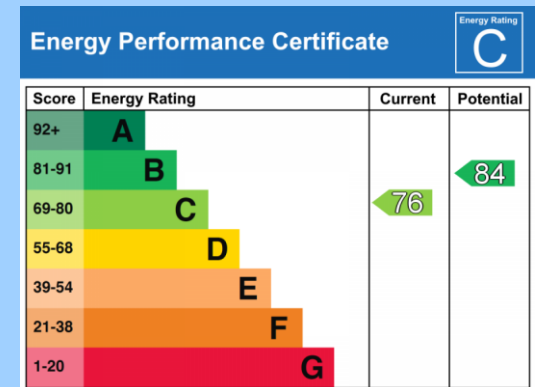 Energy Performance Certificate
Energy Rating
C
Score Energy Rating Current Potential
92+ A
81-91 B 84
69-80 C 76
55-68 D
39-54 E
21-38 F
1-20 G